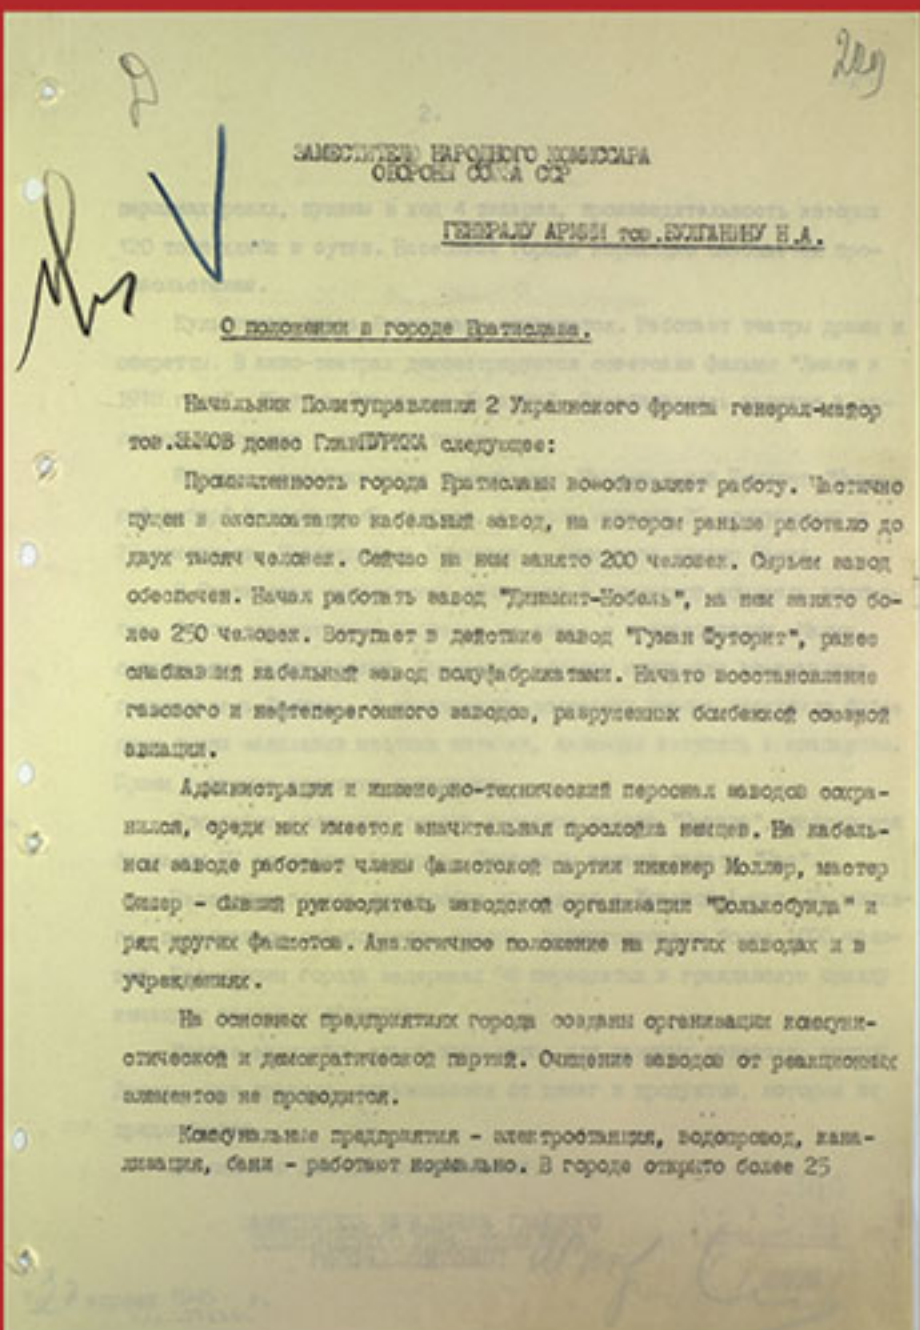 209
ЗАМЕСТИТЕЛЮ НАРОДНОГО КОМИССАРА
ОБОРОНЫ СОЮЗА ССР
ГЕНЕРАЛУ АРМИИ тов.БУЛГАНИНУ Н.А.
О положении в городе Братислава.
Начальник Политуправления 2 Украинского фронта генерал-майор
тов. донес ГлавПУРККА следующее:
Промышленность города Братиславы возобновляет работу. Частично
пущен в эксплоатацию кабельный завод, на котором раньше работало до
двух тысяч человек. Сейчас на нем занято 200 человек. Сырьем завод
обеспечен. Начал работать завод "Динамит-Нобель", на нем занято бо-
лее 250 человек. Вступает в действие завод "Гуман Футорит", ранее
снабжавший кабельный завод полуфабрикатами. Начато восстановление
газового и нефтеперегонного заводов, разрушенных бомбежкой союзной
авиации.
Администрация и инженерно-технический персонал заводов сохра-
нился, среди них имеется значительная прослойка немцев. На кабель-
ном заводе работают члены фашистской партии инженер Моллер, мастер
Физер - бывший руководитель заводской организации "Фольксбунда" и
ряд других фашистов. Аналогичное положение на других заводах и в
учреждениях.
На основных предприятиях города созданы организации коммуни-
стической и демократической партий. Очищение заводов от реакционных
элементов не проводится.
Коммунальные предприятия - электростанция, водопровод, кана-
лизация, бани - работают нормально. В городе открыто более 25